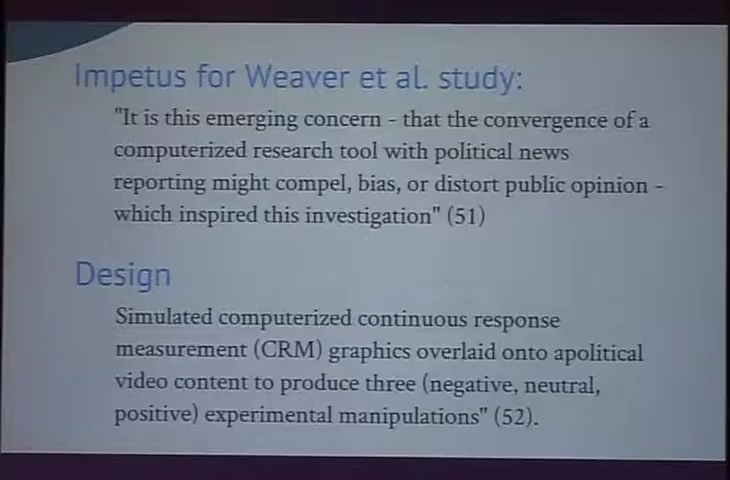 Impetus for Weaver et al. study:
"It is this emerging concern - that the convergence of a
computerized research tool with political news
reporting might compel, bias, or distort public opinion -
which inspired this investigation" (51)
Design
Simulated computerized continuous response
measurement (CRM) graphics overlaid onto apolitical
video content to produce three (negative, neutral,
positive) experimental manipulations" (52).